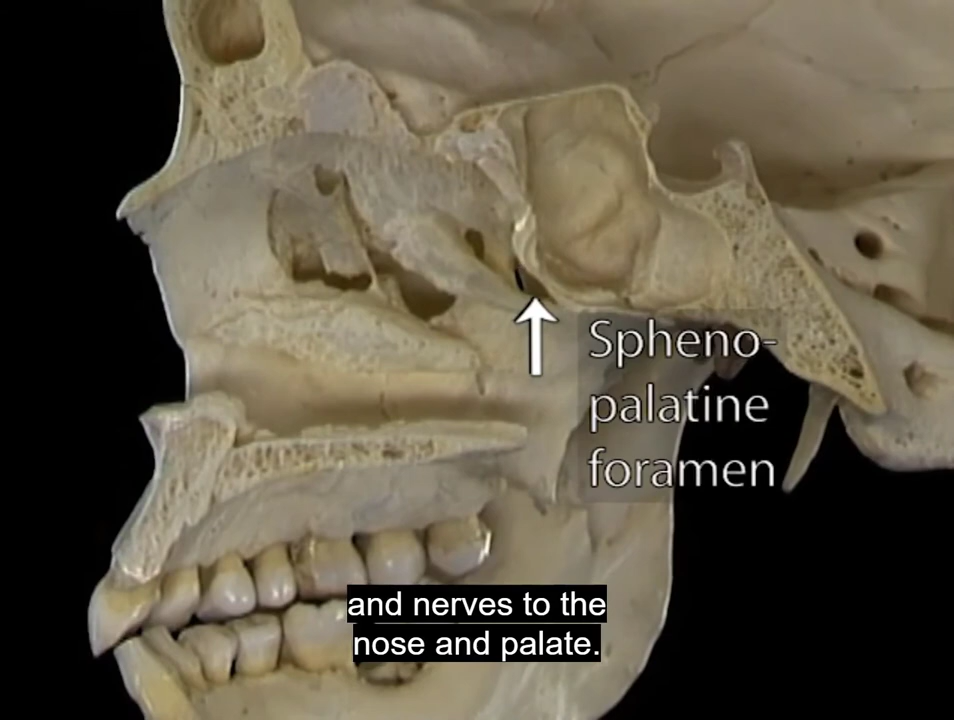 Spheno-
palatine
foramen
and nerves to the
nose and palate.